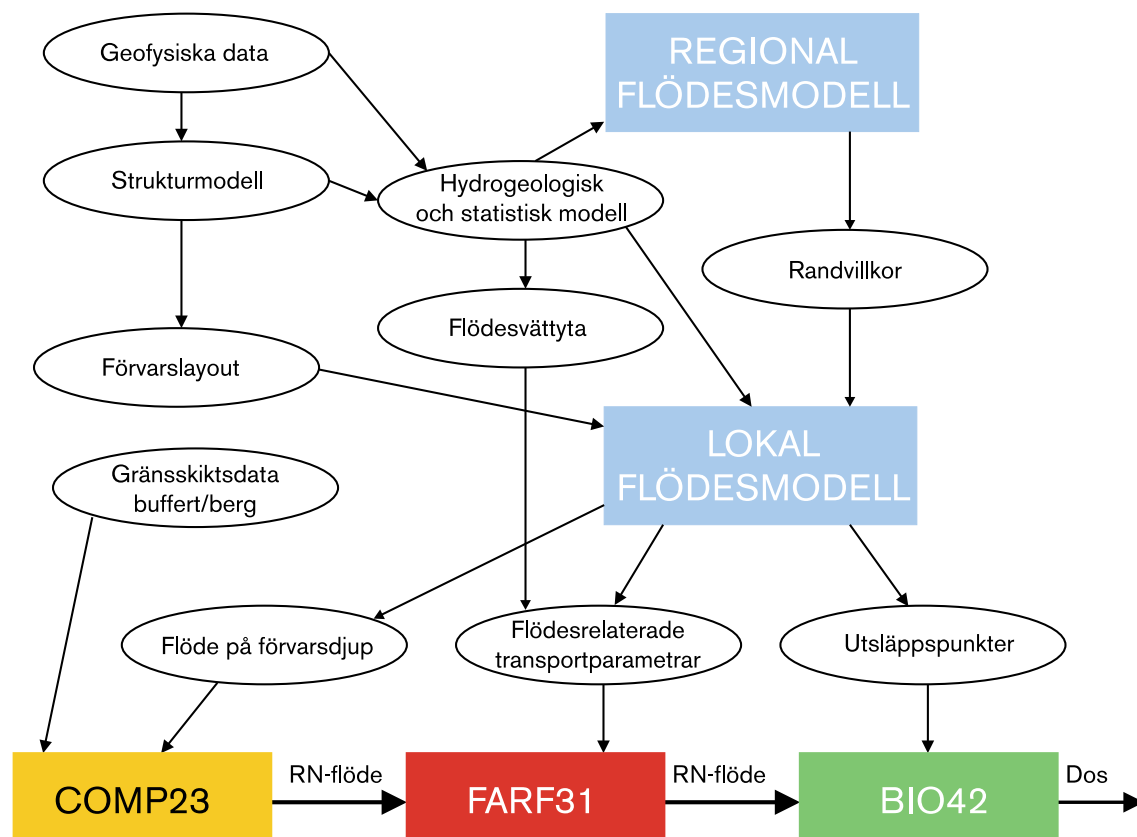 Geofysiska data
REGIONAL
FLÖDESMODELL
Strukturmodell
Hydrogeologisk
och statistisk modell
Randvillkor
Flödesvättyta
Förvarslayout
LOKAL
FLÖDESMODELL
Gränsskiktsdata
buffert/berg
Flöde på förvarsdjup
Flödesrelaterade
transportparametrar
Utsläppspunkter
COMP23
RN-flöde
FARF31
RN-flöde
BIO42
Dos